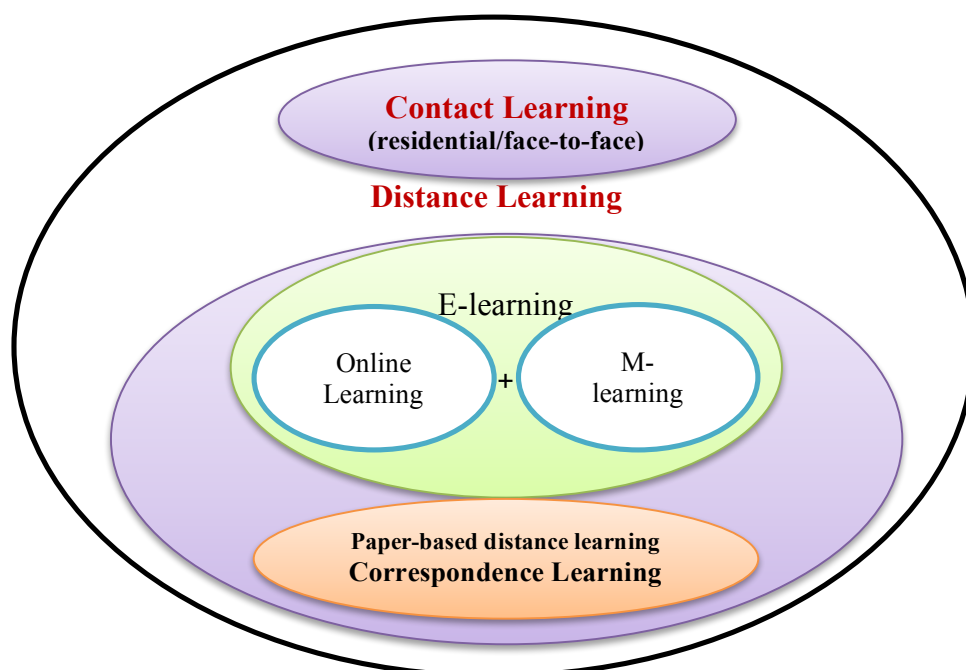 Contact Learning
(residential/face-to-face)
Distance Learning
E-learning
Online
Learning
+
M-
learning
Paper-based distance learning
Correspondence Learning